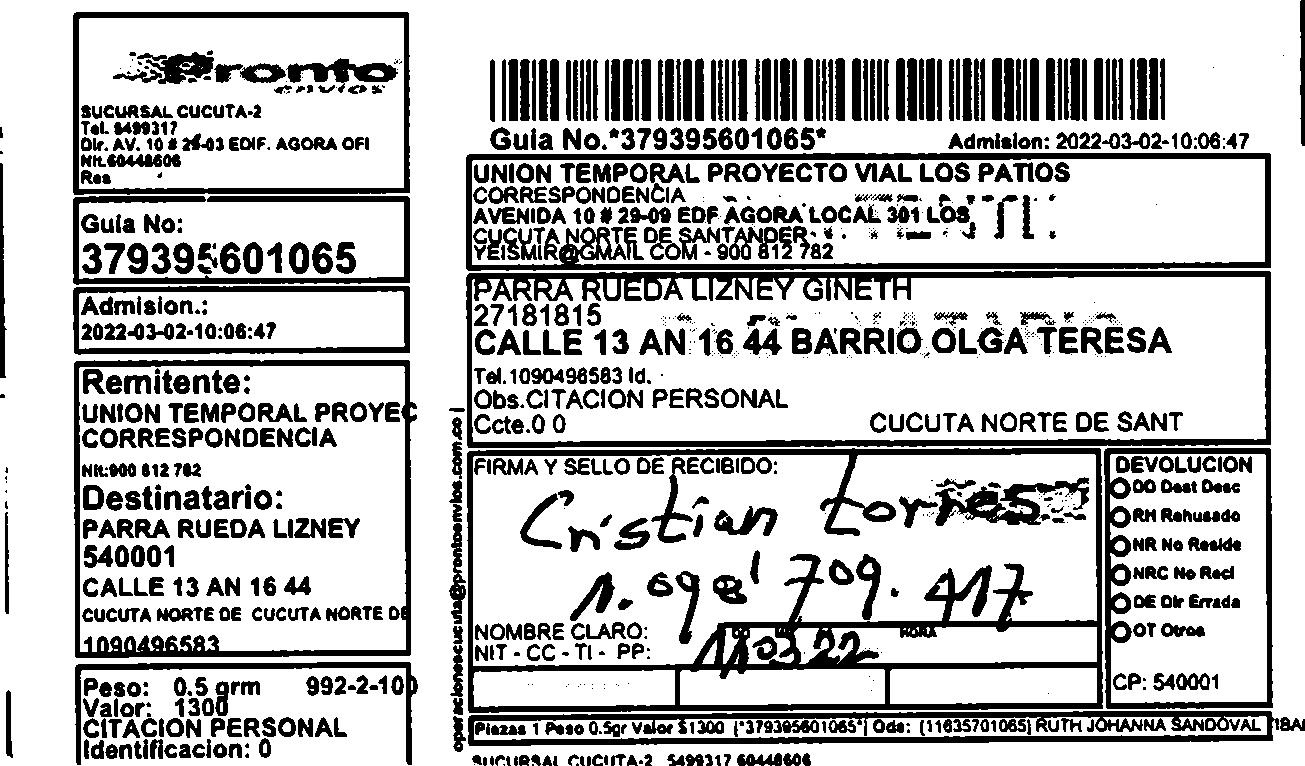 Pronto
envios
SUCURSAL CUCUTA-2
Tel. 5499317
Dir. AV. 10 # 29-03 EDIF. AGORA OFI
Nit.60448606
Res
Guia No:
379395601065
Admision.:
2022-03-02-10:06:47
Remitente:
UNION TEMPORAL PROYEC
CORRESPONDENCIA
Nit:900 812 782
Destinatario:
PARRA RUEDA LIZNEY
540001
CALLE 13 AN 16 44
CUCUTA NORTE DE CUCUTA NORTE DE
1090496583
Peso: 0.5 grm 992-2-100
Valor: 1300
CITACION PERSONAL
Identificacion: 0
Guia No.*379395601065*
Admision: 2022-03-02-10:06:47
UNION TEMPORAL PROYECTO VIAL LOS PATIOS
CORRESPONDENCIA
AVENIDA 10 # 29-09 EDF AGORA LOCAL 301 LOS
CUCUTA NORTE DE SANTANDER
YEISMIR@GMAIL COM - 900 812 782
PARRA RUEDA LIZNEY GINETH
27181815
CALLE 13 AN 16 44 BARRIO OLGA TERESA
Tel.1090496583 Id.
Obs.CITACION PERSONAL
Ccte.0 0 CUCUTA NORTE DE SANT
operacionescucuta@prontoenvios.com.co |
FIRMA Y SELLO DE RECIBIDO:
Cristian torres
1.098'709.417
NOMBRE CLARO:
NIT - CC - TI - PP:
HORA
110322
DEVOLUCION
DD Dest Desc
RH Rehusado
NR No Reside
NRC No Recl
DE Dir Errada
OT Otros
CP: 540001
Piezas 1 Peso 0.5gr Valor $1300 (*379395601065*) Ods: (11635701065) RUTH JOHANNA SANDOVAL
SUCURSAL CUCUTA-2 5499317 60448606